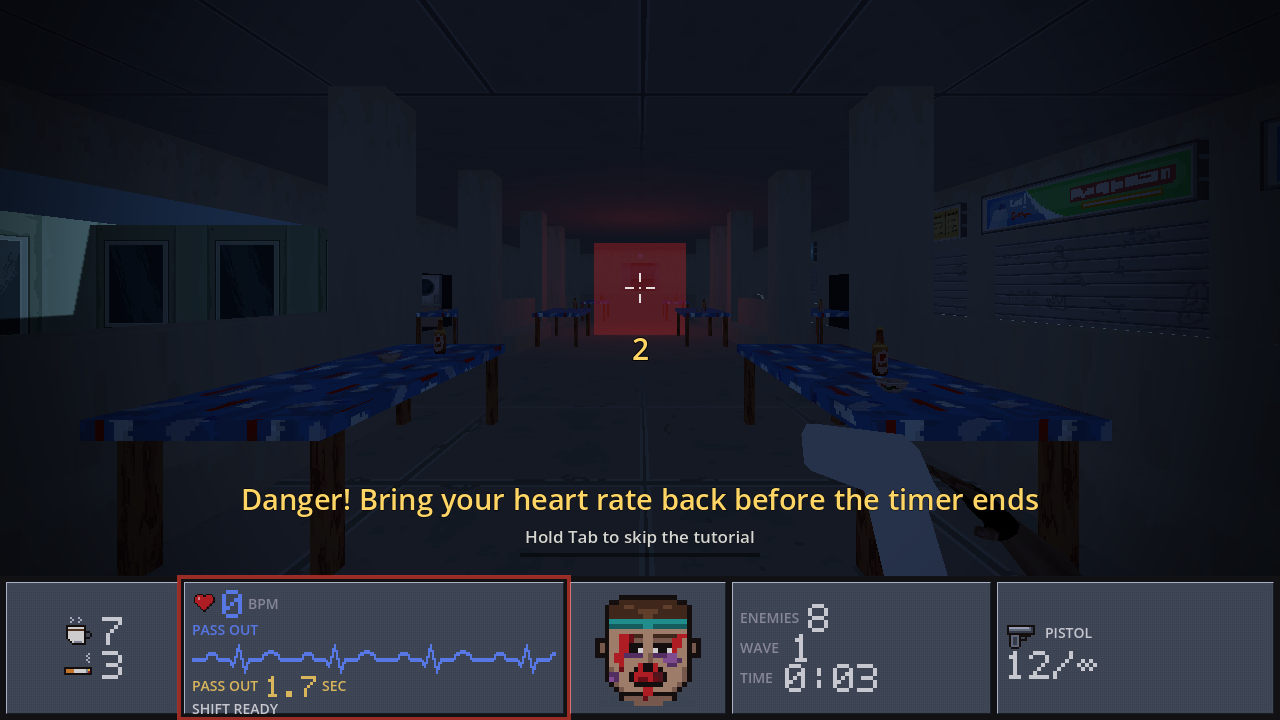 2
Danger! Bring your heart rate back before the timer ends
Hold Tab to skip the tutorial
7
3
0 BPM
PASS OUT
PASS OUT 1.7 SEC
SHIFT READY
ENEMIES 8
WAVE 1
TIME 0:03
PISTOL
12/∞